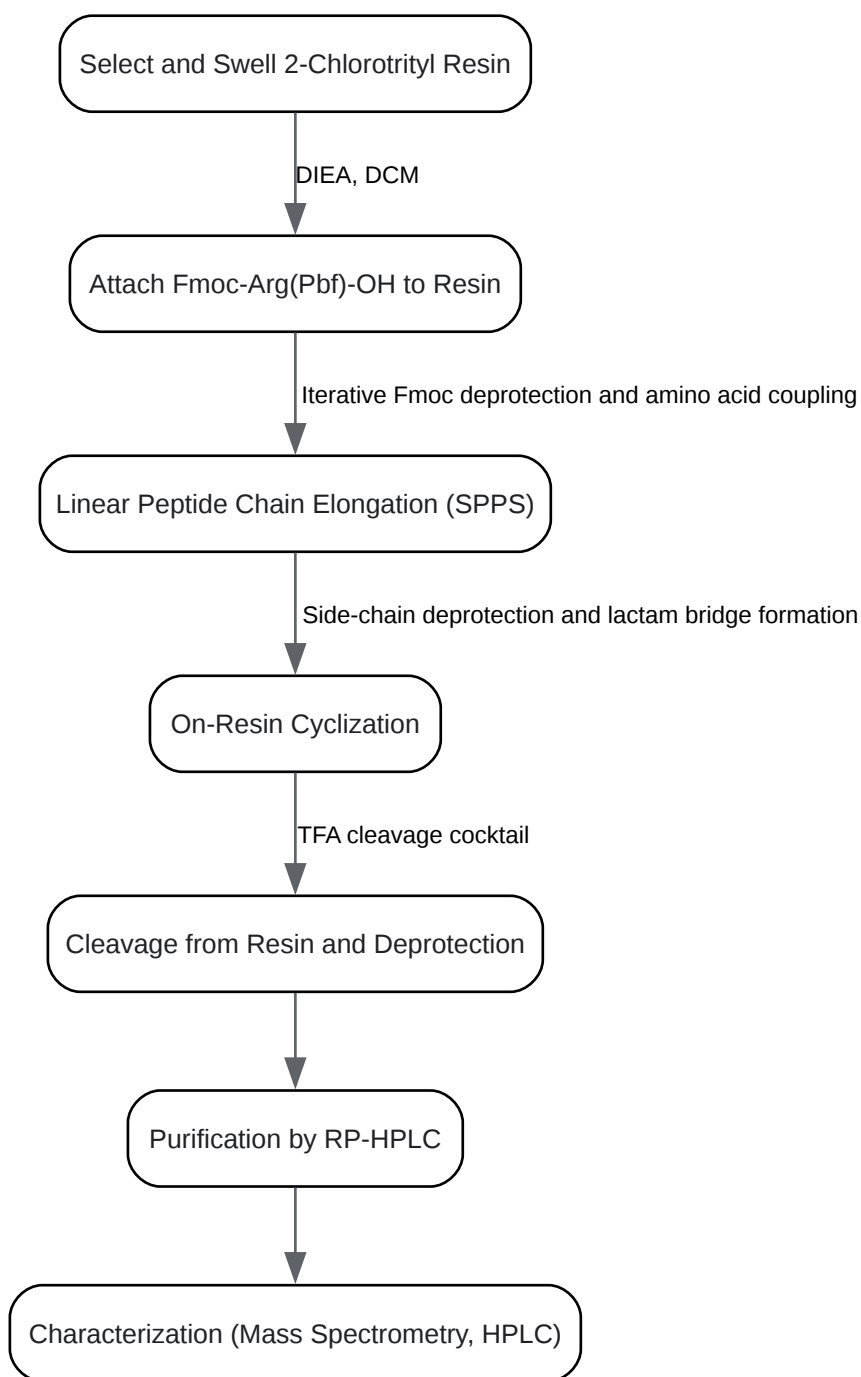 Select and Swell 2-Chlorotrityl Resin
DIEA, DCM
Attach Fmoc-Arg(Pbf)-OH to Resin
Iterative Fmoc deprotection and amino acid coupling
Linear Peptide Chain Elongation (SPPS)
Side-chain deprotection and lactam bridge formation
On-Resin Cyclization
TFA cleavage cocktail
Cleavage from Resin and Deprotection
Purification by RP-HPLC
Characterization (Mass Spectrometry, HPLC)